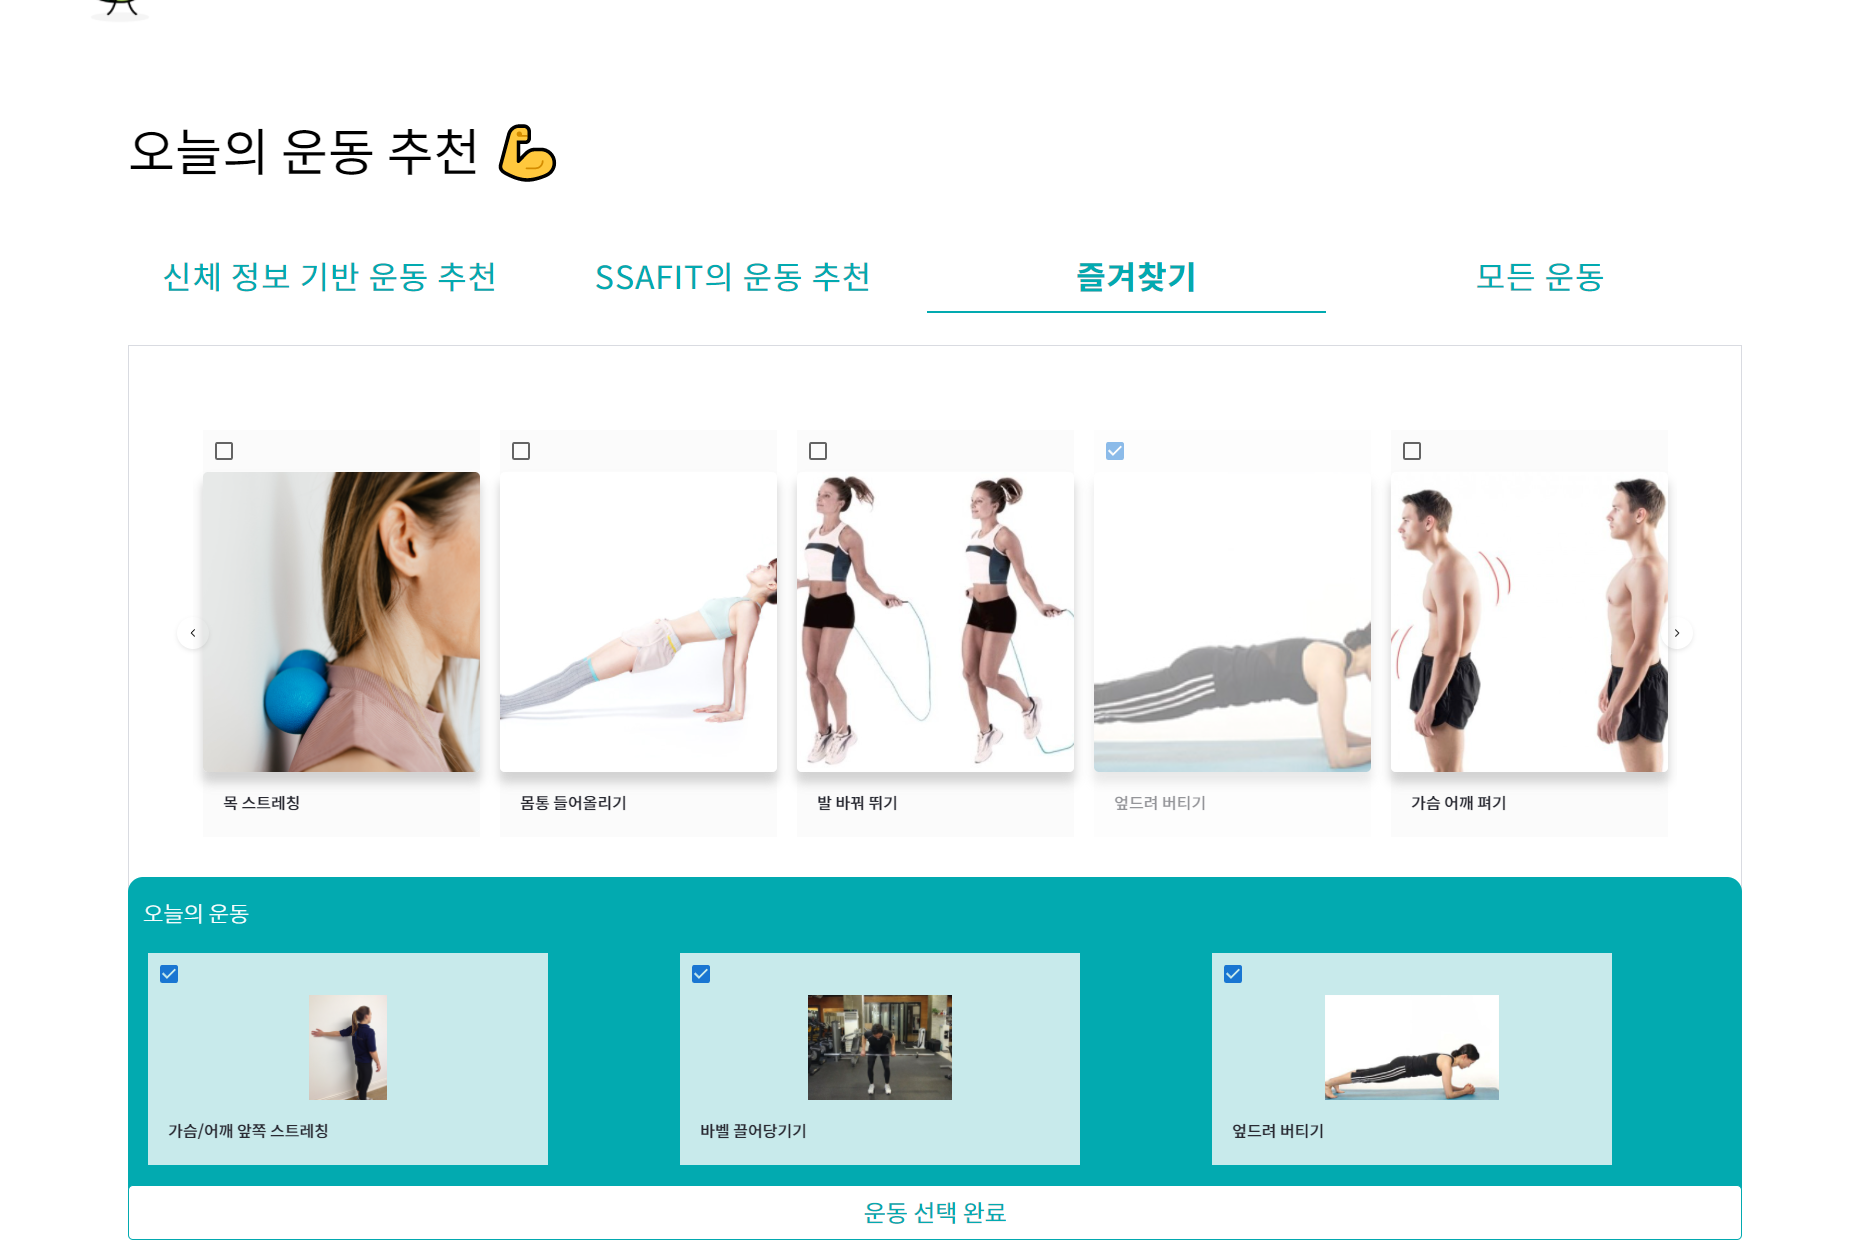 오늘의 운동 추천 💪
신체 정보 기반 운동 추천
SSAFIT의 운동 추천
즐겨찾기
모든 운동
목 스트레칭
몸통 들어올리기
발 바꿔 뛰기
엎드려 버티기
가슴 어깨 펴기
오늘의 운동
가슴/어깨 앞쪽 스트레칭
바벨 끌어당기기
엎드려 버티기
운동 선택 완료